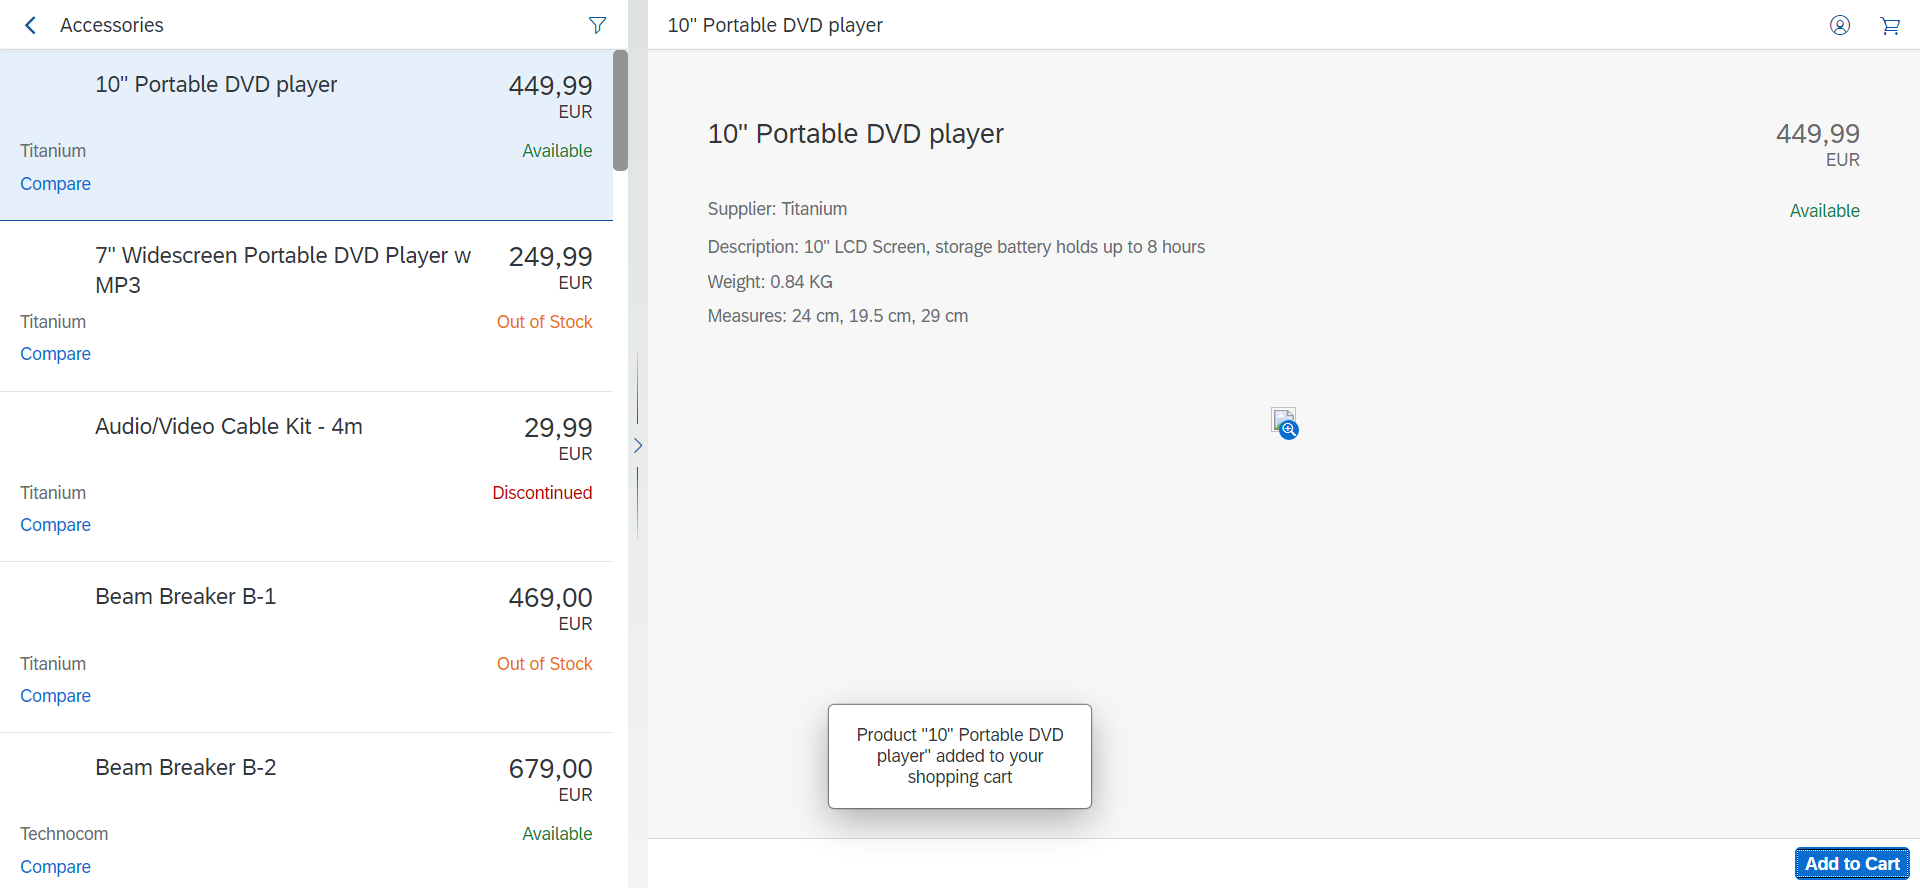 Accessories
10" Portable DVD player
449,99
EUR
Titanium
Available
Compare
7" Widescreen Portable DVD Player w
MP3
249,99
EUR
Titanium
Out of Stock
Compare
Audio/Video Cable Kit - 4m
29,99
EUR
Titanium
Discontinued
Compare
Beam Breaker B-1
469,00
EUR
Titanium
Out of Stock
Compare
Beam Breaker B-2
679,00
EUR
Technocom
Available
Compare
10" Portable DVD player
10" Portable DVD player
449,99
EUR
Supplier: Titanium
Available
Description: 10" LCD Screen, storage battery holds up to 8 hours
Weight: 0.84 KG
Measures: 24 cm, 19.5 cm, 29 cm
Product "10" Portable DVD
player" added to your
shopping cart
Add to Cart